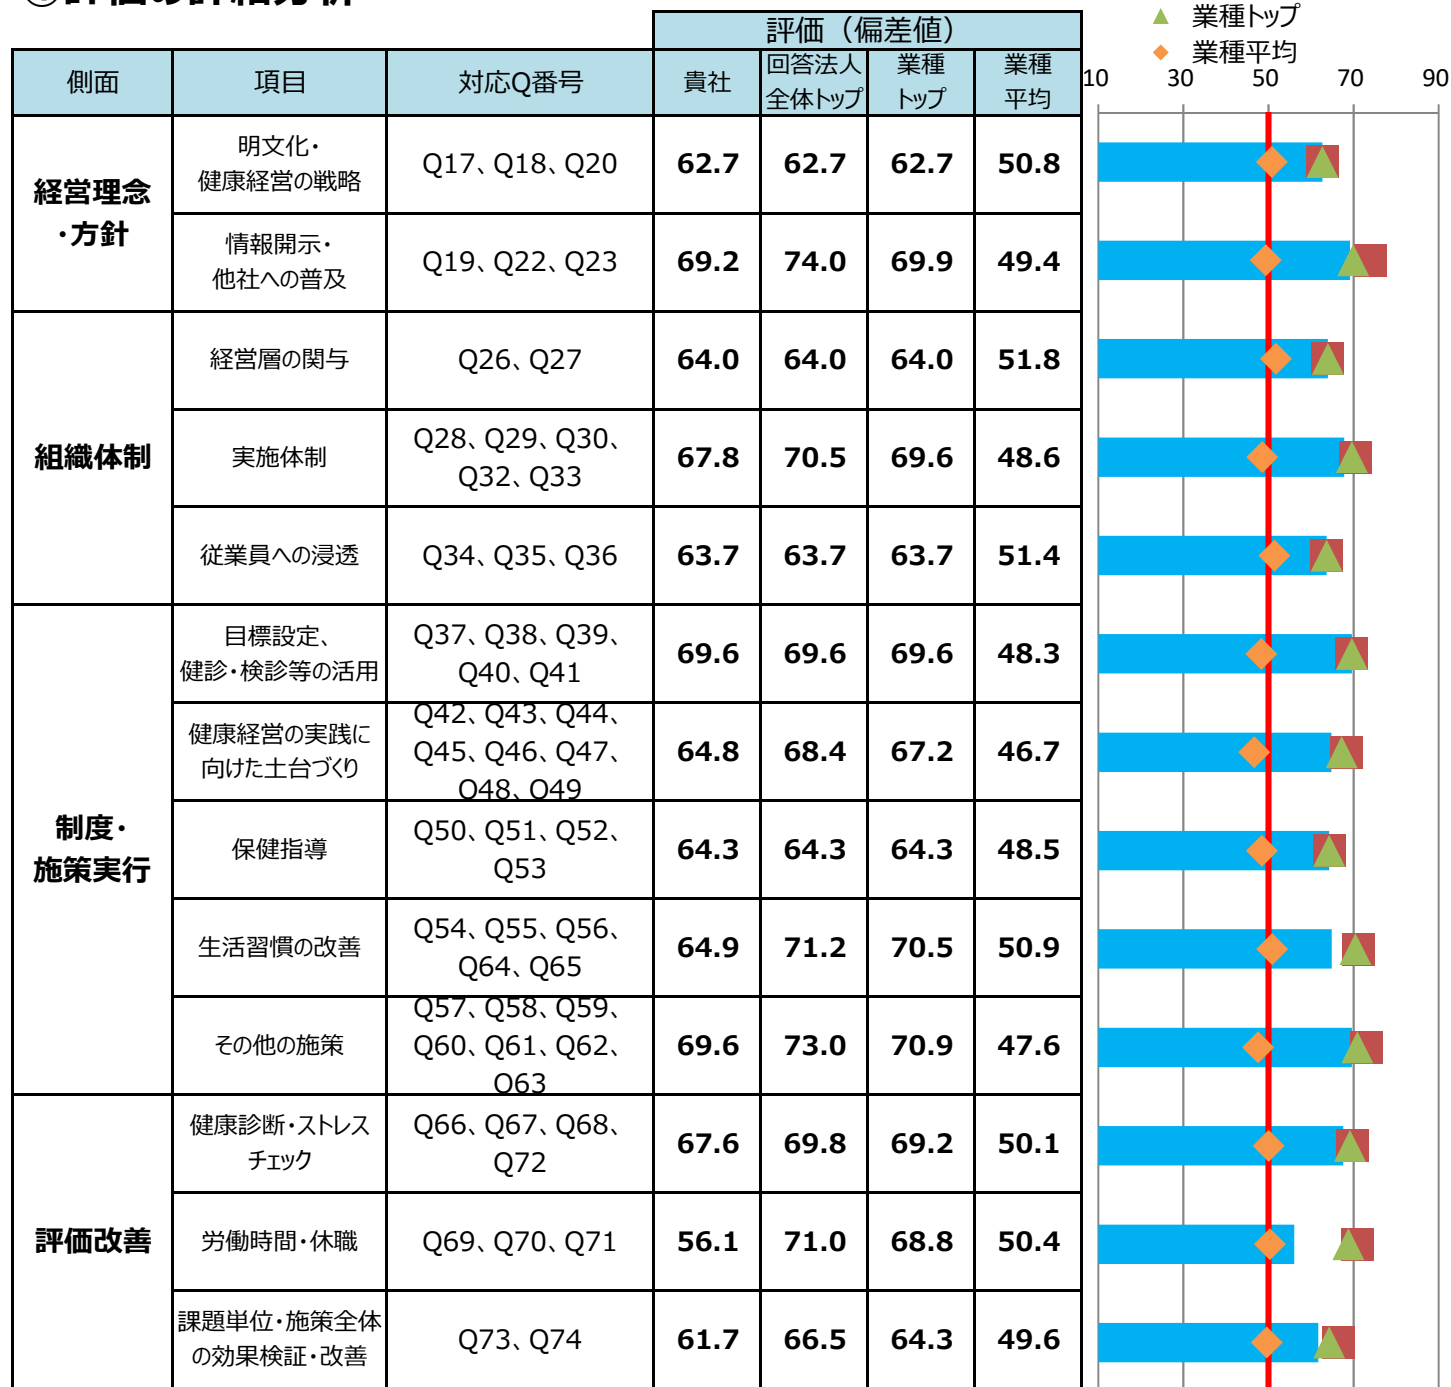 業種トップ
業種平均
評価（偏差値）
側面 項目 対応Q番号 貴社 回答法人 業種 業種
全体トップ トップ 平均
10 30 50 70 90
経営理念
・方針
明文化・
健康経営の戦略
Q17、Q18、Q20
62.7 62.7 62.7 50.8
情報開示・
他社への普及
Q19、Q22、Q23
69.2 74.0 69.9 49.4
組織体制
経営層の関与
Q26、Q27
64.0 64.0 64.0 51.8
実施体制
Q28、Q29、Q30、
Q32、Q33
67.8 70.5 69.6 48.6
従業員への浸透
Q34、Q35、Q36
63.7 63.7 63.7 51.4
制度・
施策実行
目標設定、
健診・検診等の活用
Q37、Q38、Q39、
Q40、Q41
69.6 69.6 69.6 48.3
健康経営の実践に
向けた土台づくり
Q42、Q43、Q44、
Q45、Q46、Q47、
Q48、Q49
64.8 68.4 67.2 46.7
保健指導
Q50、Q51、Q52、
Q53
64.3 64.3 64.3 48.5
生活習慣の改善
Q54、Q55、Q56、
Q64、Q65
64.9 71.2 70.5 50.9
その他の施策
Q57、Q58、Q59、
Q60、Q61、Q62、
Q63
69.6 73.0 70.9 47.6
評価改善
健康診断・ストレス
チェック
Q66、Q67、Q68、
Q72
67.6 69.8 69.2 50.1
労働時間・休職
Q69、Q70、Q71
56.1 71.0 68.8 50.4
課題単位・施策全体
の効果検証・改善
Q73、Q74
61.7 66.5 64.3 49.6